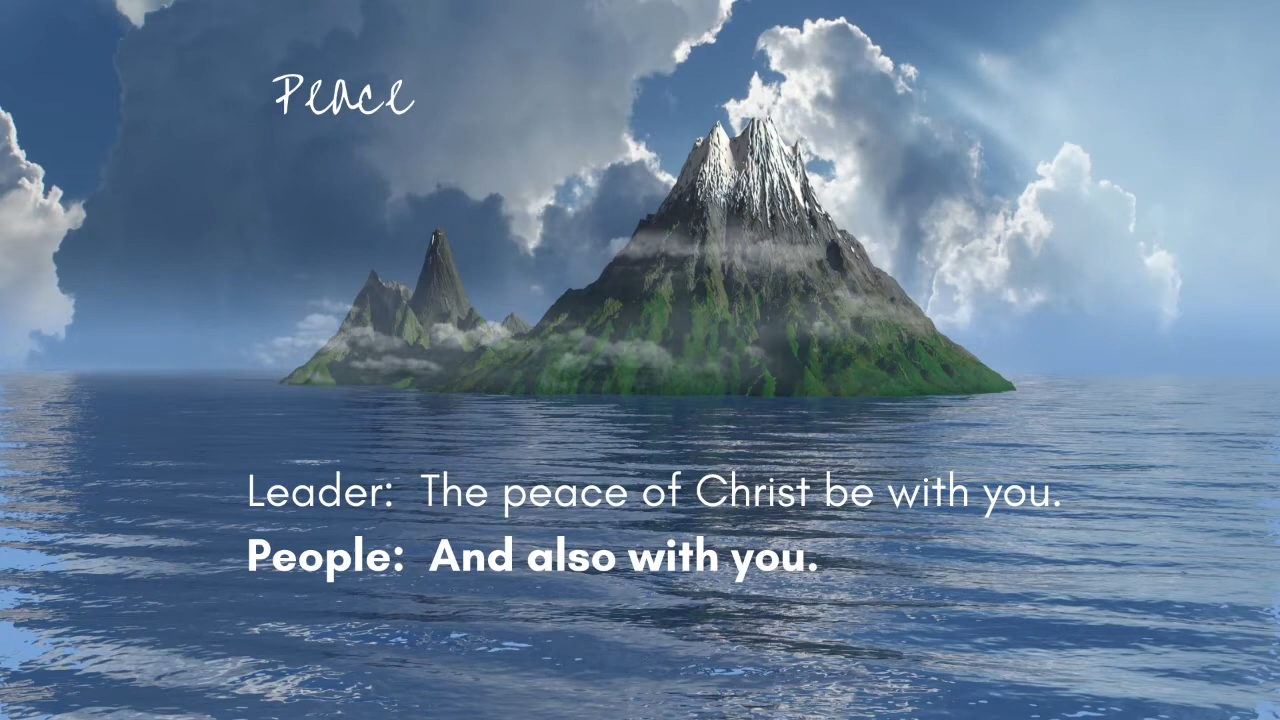 Peace
Leader: The peace of Christ be with you.
People: And also with you.